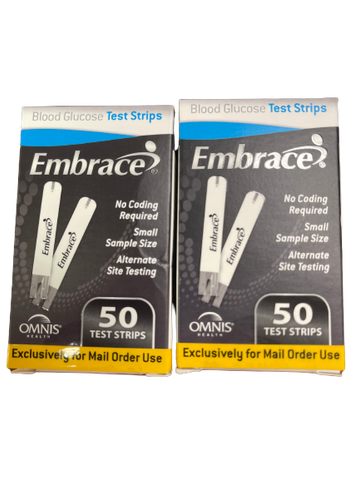 Blood Glucose Test Strips
Embrace®
No Coding
Required
Small
Sample Size
Alternate
Site Testing
Embrace
Embrace
OMNIS®
HEALTH
50
TEST STRIPS
Exclusively for Mail Order Use
Blood Glucose Test Strips
Embrace
No Coding
Required
Small
Sample Size
Alternate
Site Testing
Embrace
Embrace
OMNIS®
HEALTH
50
TEST STRIPS
Exclusively for Mail Order Use